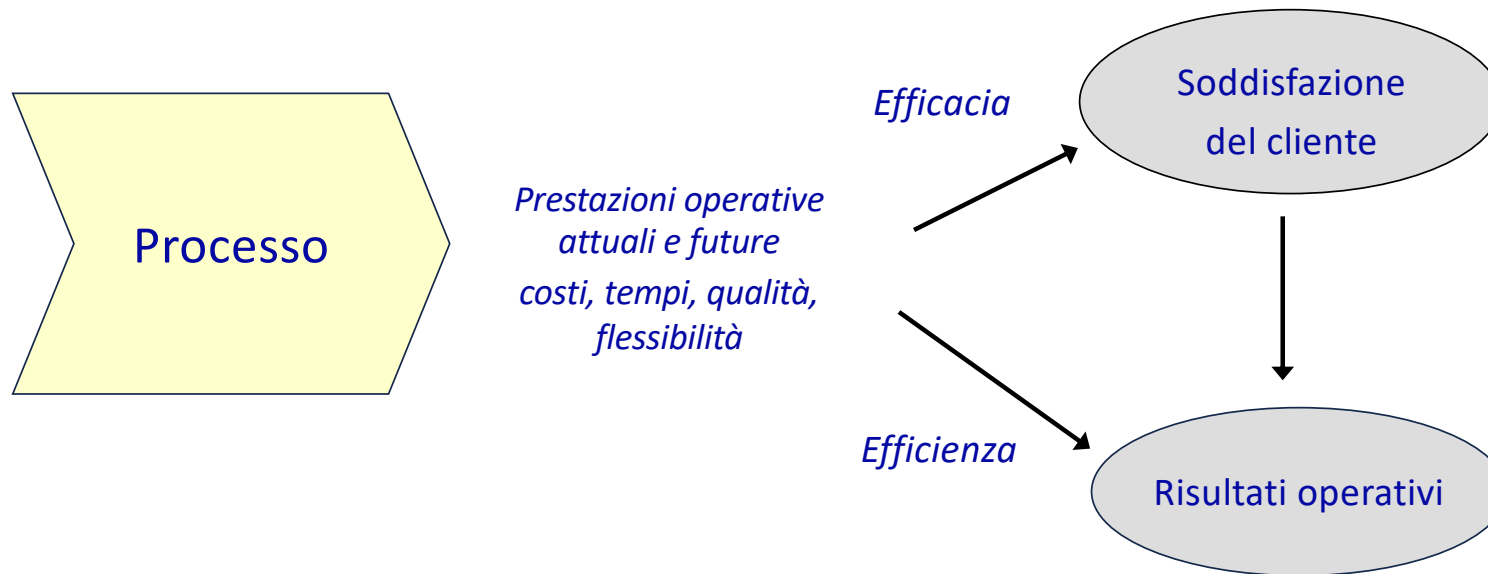 Processo
Prestazioni operative
attuali e future
costi, tempi, qualità,
flessibilità
Efficacia
Soddisfazione
del cliente
Efficienza
Risultati operativi